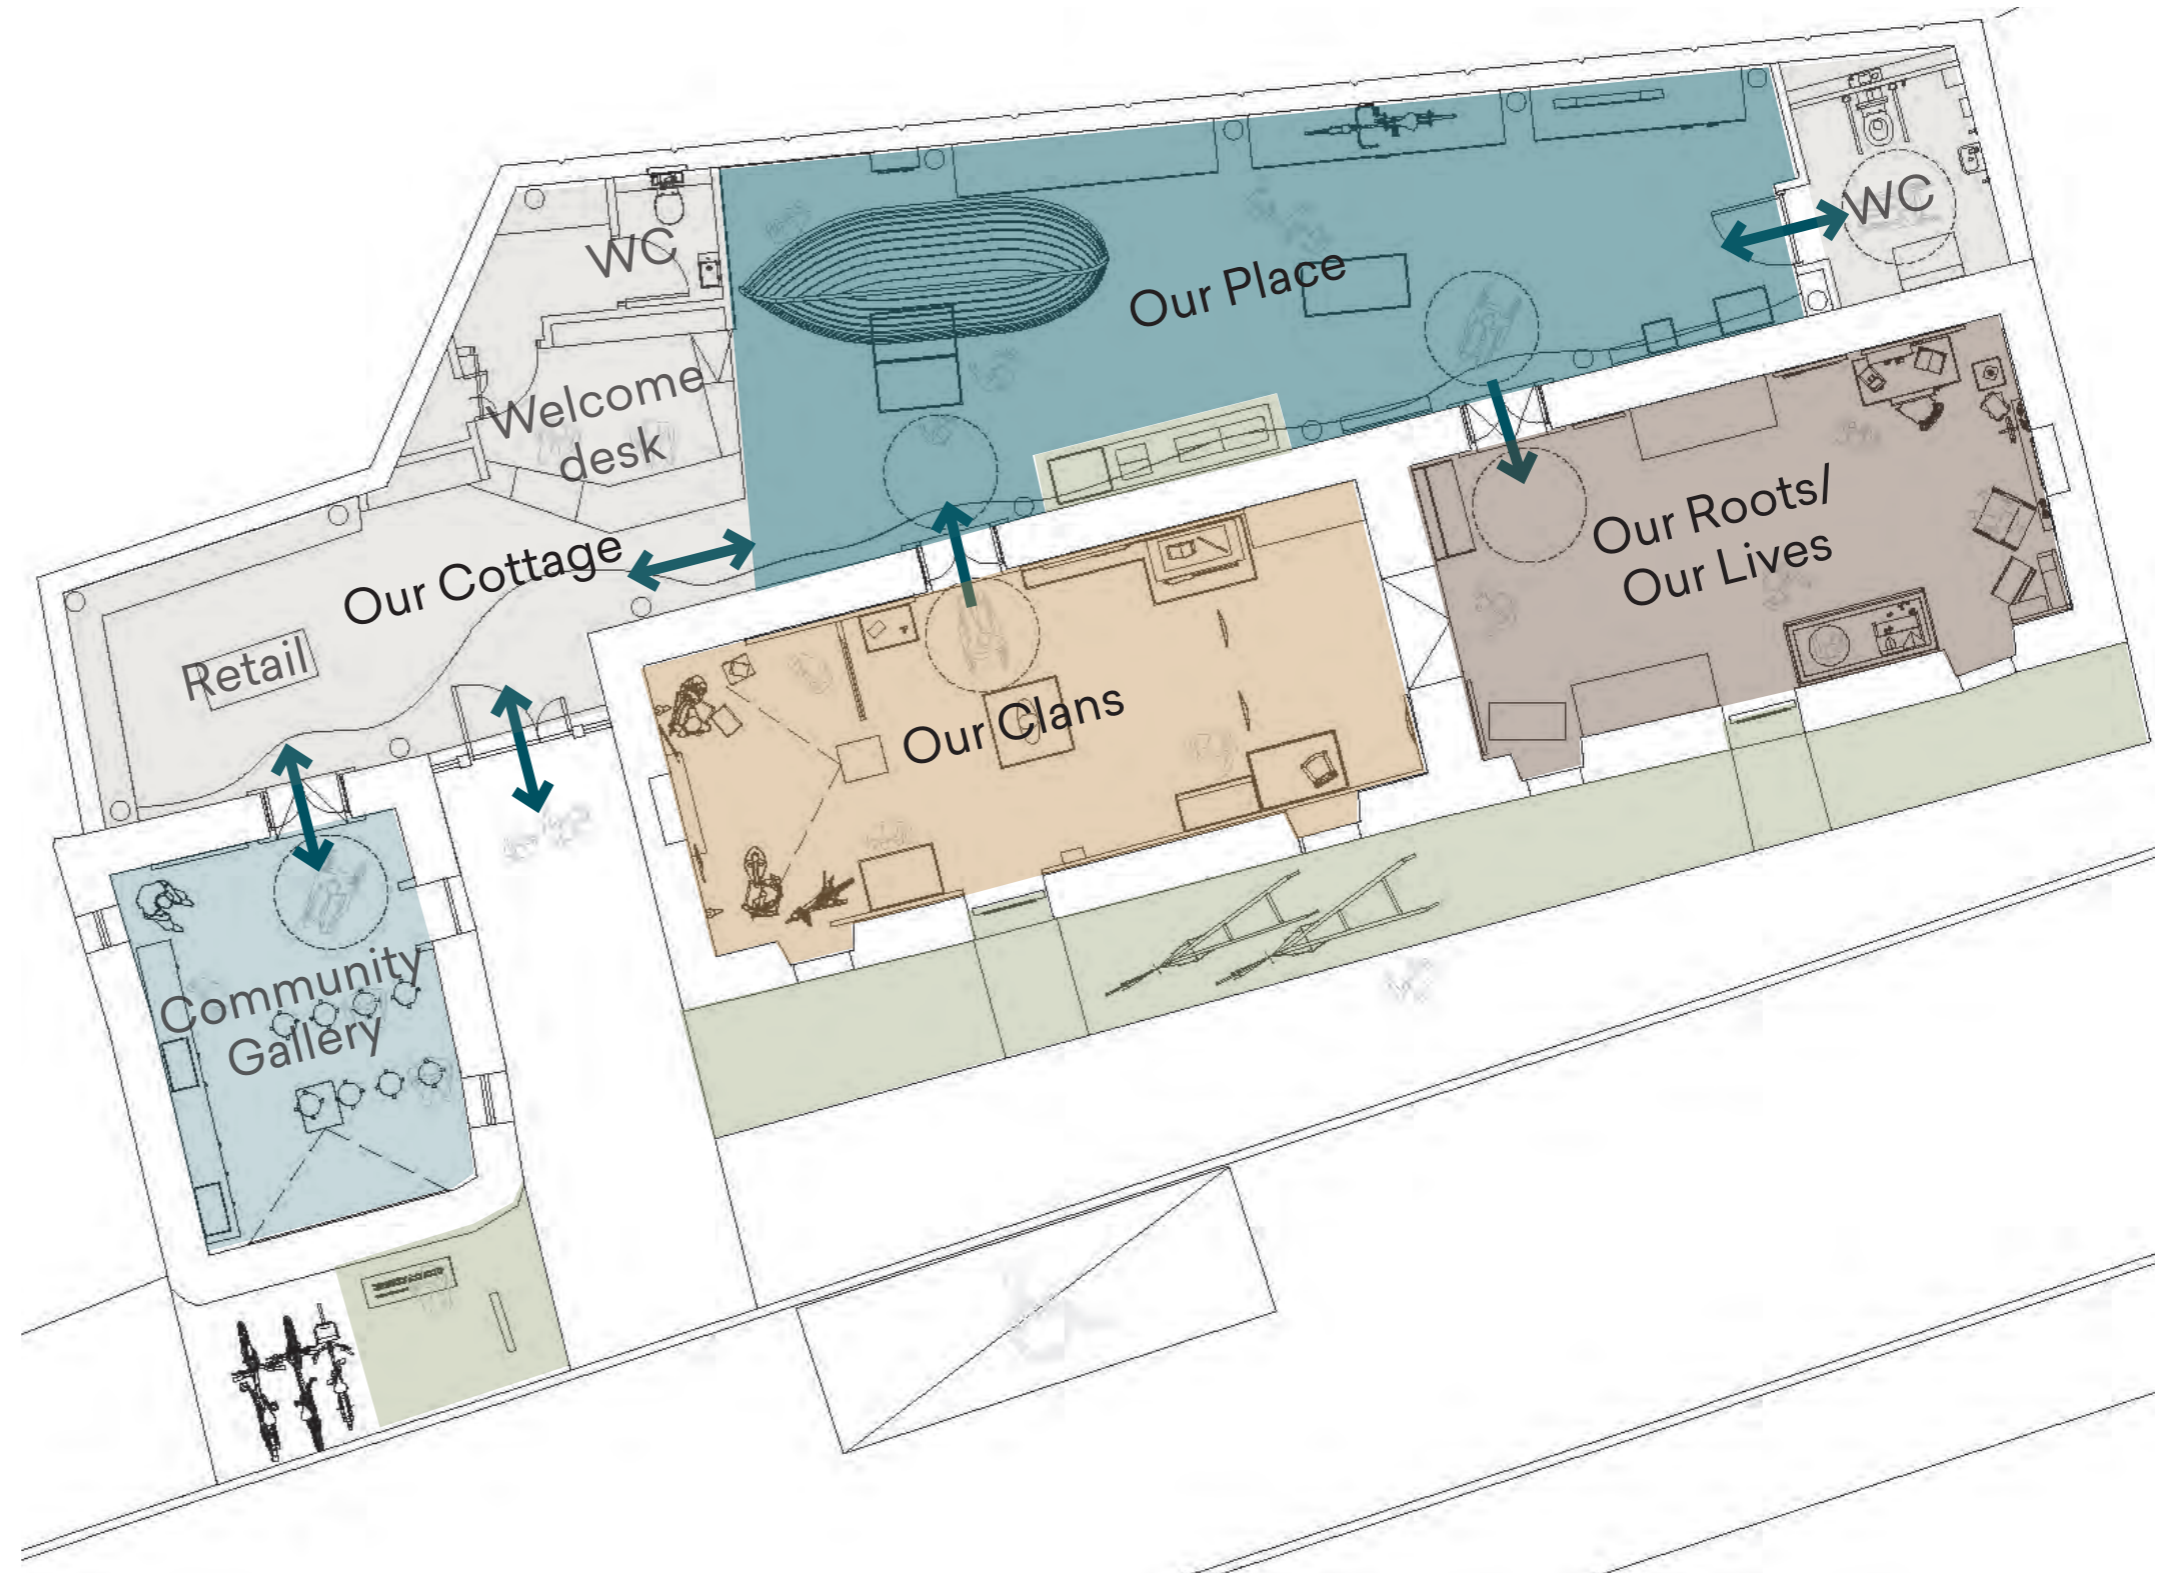 WC
WC
Our Place
Welcome
desk
Our Cottage
Our Roots/
Our Lives
Retail
Our Clans
Community
Gallery